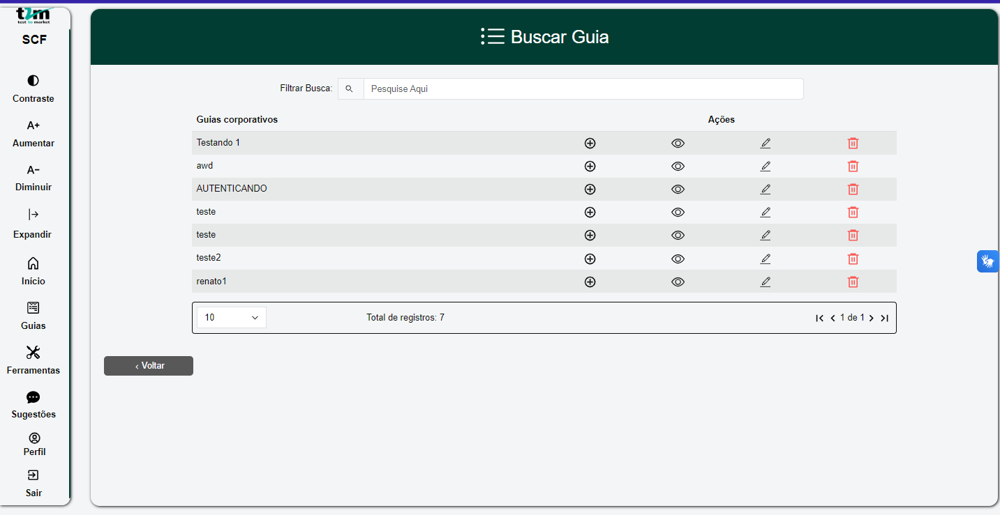 t2m
test to market
SCF
Contraste
A+
Aumentar
A−
Diminuir
Expandir
Início
Guias
Ferramentas
Sugestões
Perfil
Sair
Buscar Guia
Filtrar Busca: Pesquise Aqui
Guias corporativos Ações
Testando 1
awd
AUTENTICANDO
teste
teste
teste2
renato1
10 Total de registros: 7 1 de 1
‹ Voltar